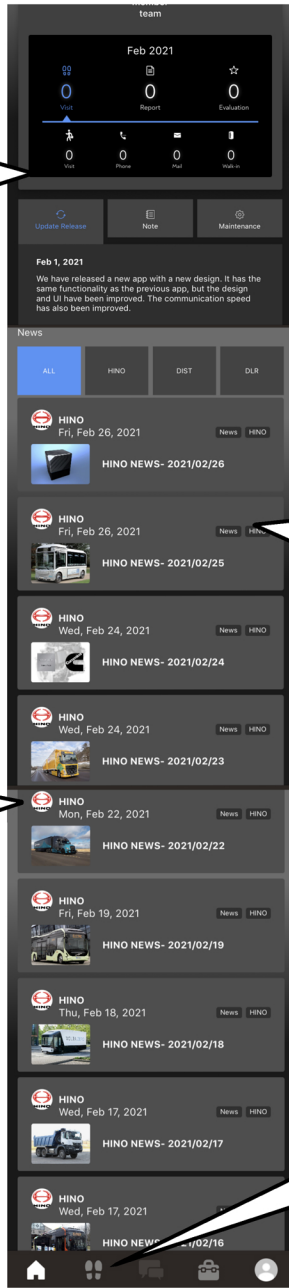 member
team
Feb 2021
0 0 0
Visit Report Evaluation
0 0 0 0
Visit Phone Mail Walk-in
Update Release Note Maintenance
Feb 1, 2021
We have released a new app with a new design. It has the
same functionality as the previous app, but the design
and UI have been improved. The communication speed
has also been improved.
News
ALL HINO DIST DLR
HINO
Fri, Feb 26, 2021 News HINO
HINO NEWS- 2021/02/26
HINO
Fri, Feb 26, 2021 News HINO
HINO NEWS- 2021/02/25
HINO
Wed, Feb 24, 2021 News HINO
HINO NEWS- 2021/02/24
HINO
Wed, Feb 24, 2021 News HINO
HINO NEWS- 2021/02/23
HINO
Mon, Feb 22, 2021 News HINO
HINO NEWS- 2021/02/22
HINO
Fri, Feb 19, 2021 News HINO
HINO NEWS- 2021/02/19
HINO
Thu, Feb 18, 2021 News HINO
HINO NEWS- 2021/02/18
HINO
Wed, Feb 17, 2021 News HINO
HINO NEWS- 2021/02/17
HINO
Wed, Feb 17, 2021
HINO NEWS- 2021/02/16